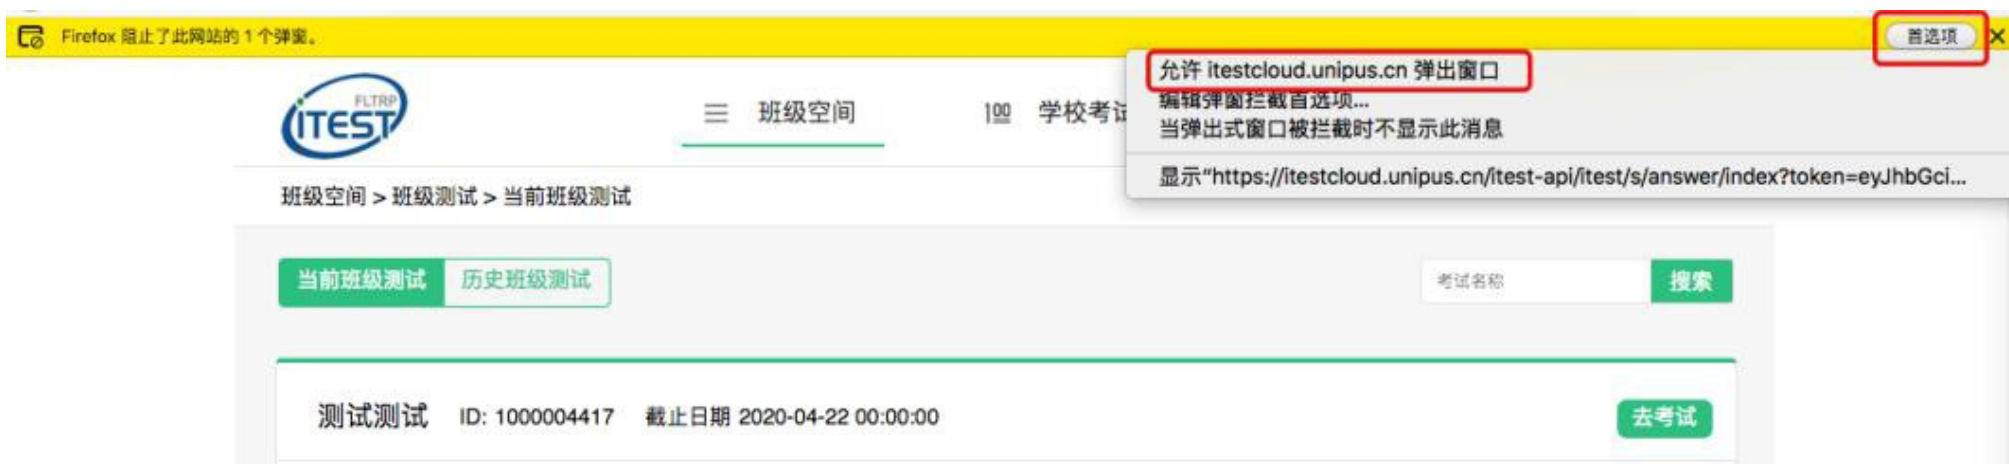 Firefox 阻止了此网站的 1 个弹窗。
首选项
允许 itestcloud.unipus.cn 弹出窗口
编辑弹窗拦截首选项...
当弹出式窗口被拦截时不显示此消息
显示“https://itestcloud.unipus.cn/itest-api/itest/s/answer/index?token=eyJhbGci...
FLTRP
iTEST
班级空间
100 学校考试
班级空间 > 班级测试 > 当前班级测试
当前班级测试 历史班级测试
考试名称 搜索
测试测试 ID: 1000004417 截止日期 2020-04-22 00:00:00
去考试